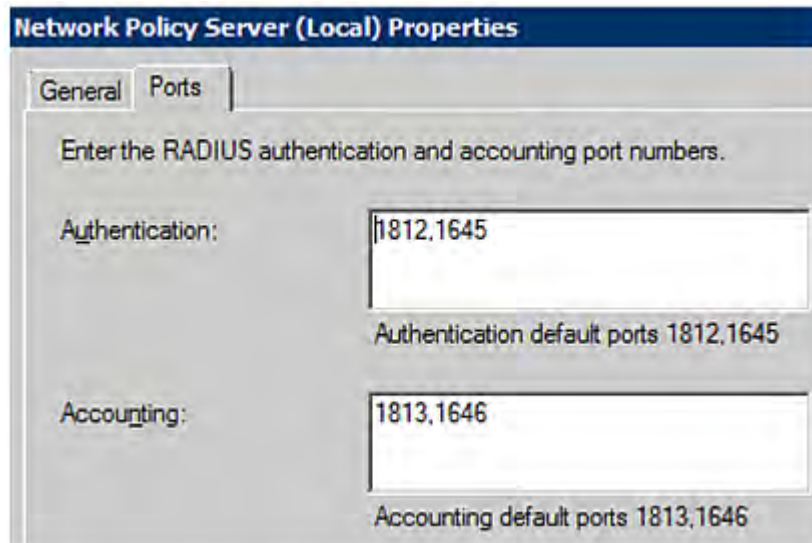 Network Policy Server (Local) Properties
General Ports
Enter the RADIUS authentication and accounting port numbers.
Authentication: 1812,1645
Authentication default ports 1812,1645
Accounting: 1813,1646
Accounting default ports 1813,1646